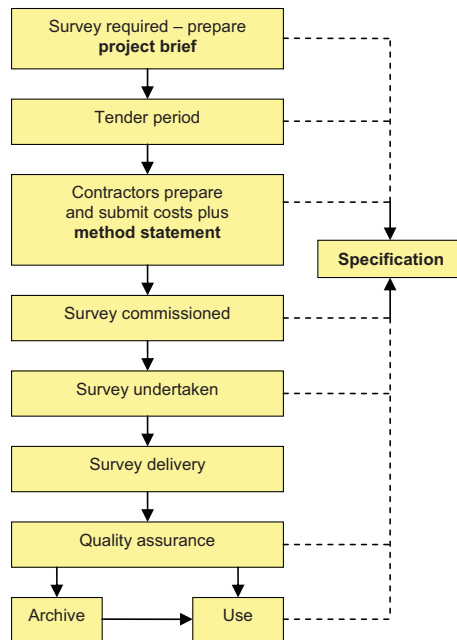 Survey required – prepare
project brief
Tender period
Contractors prepare
and submit costs plus
method statement
Specification
Survey commissioned
Survey undertaken
Survey delivery
Quality assurance
Archive
Use